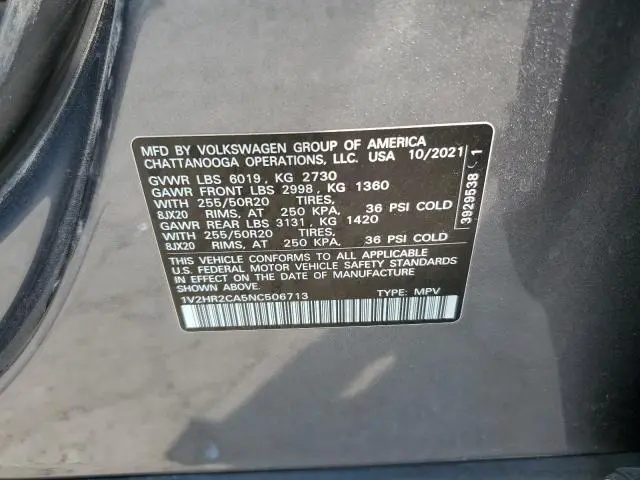 MFD BY VOLKSWAGEN GROUP OF AMERICA
CHATTANOOGA OPERATIONS, LLC. USA 10/2021
GVWR LBS 6019, KG 2730
GAWR FRONT LBS 2998, KG 1360
WITH 255/50R20 TIRES,
8JX20 RIMS, AT 250 KPA, 36 PSI COLD
GAWR REAR LBS 3131, KG 1420
WITH 255/50R20 TIRES,
8JX20 RIMS, AT 250 KPA, 36 PSI COLD
THIS VEHICLE CONFORMS TO ALL APPLICABLE
U.S. FEDERAL MOTOR VEHICLE SAFETY STANDARDS
IN EFFECT ON THE DATE OF MANUFACTURE
SHOWN ABOVE.
1V2HR2CA5NC506713 TYPE: MPV
3929538 1